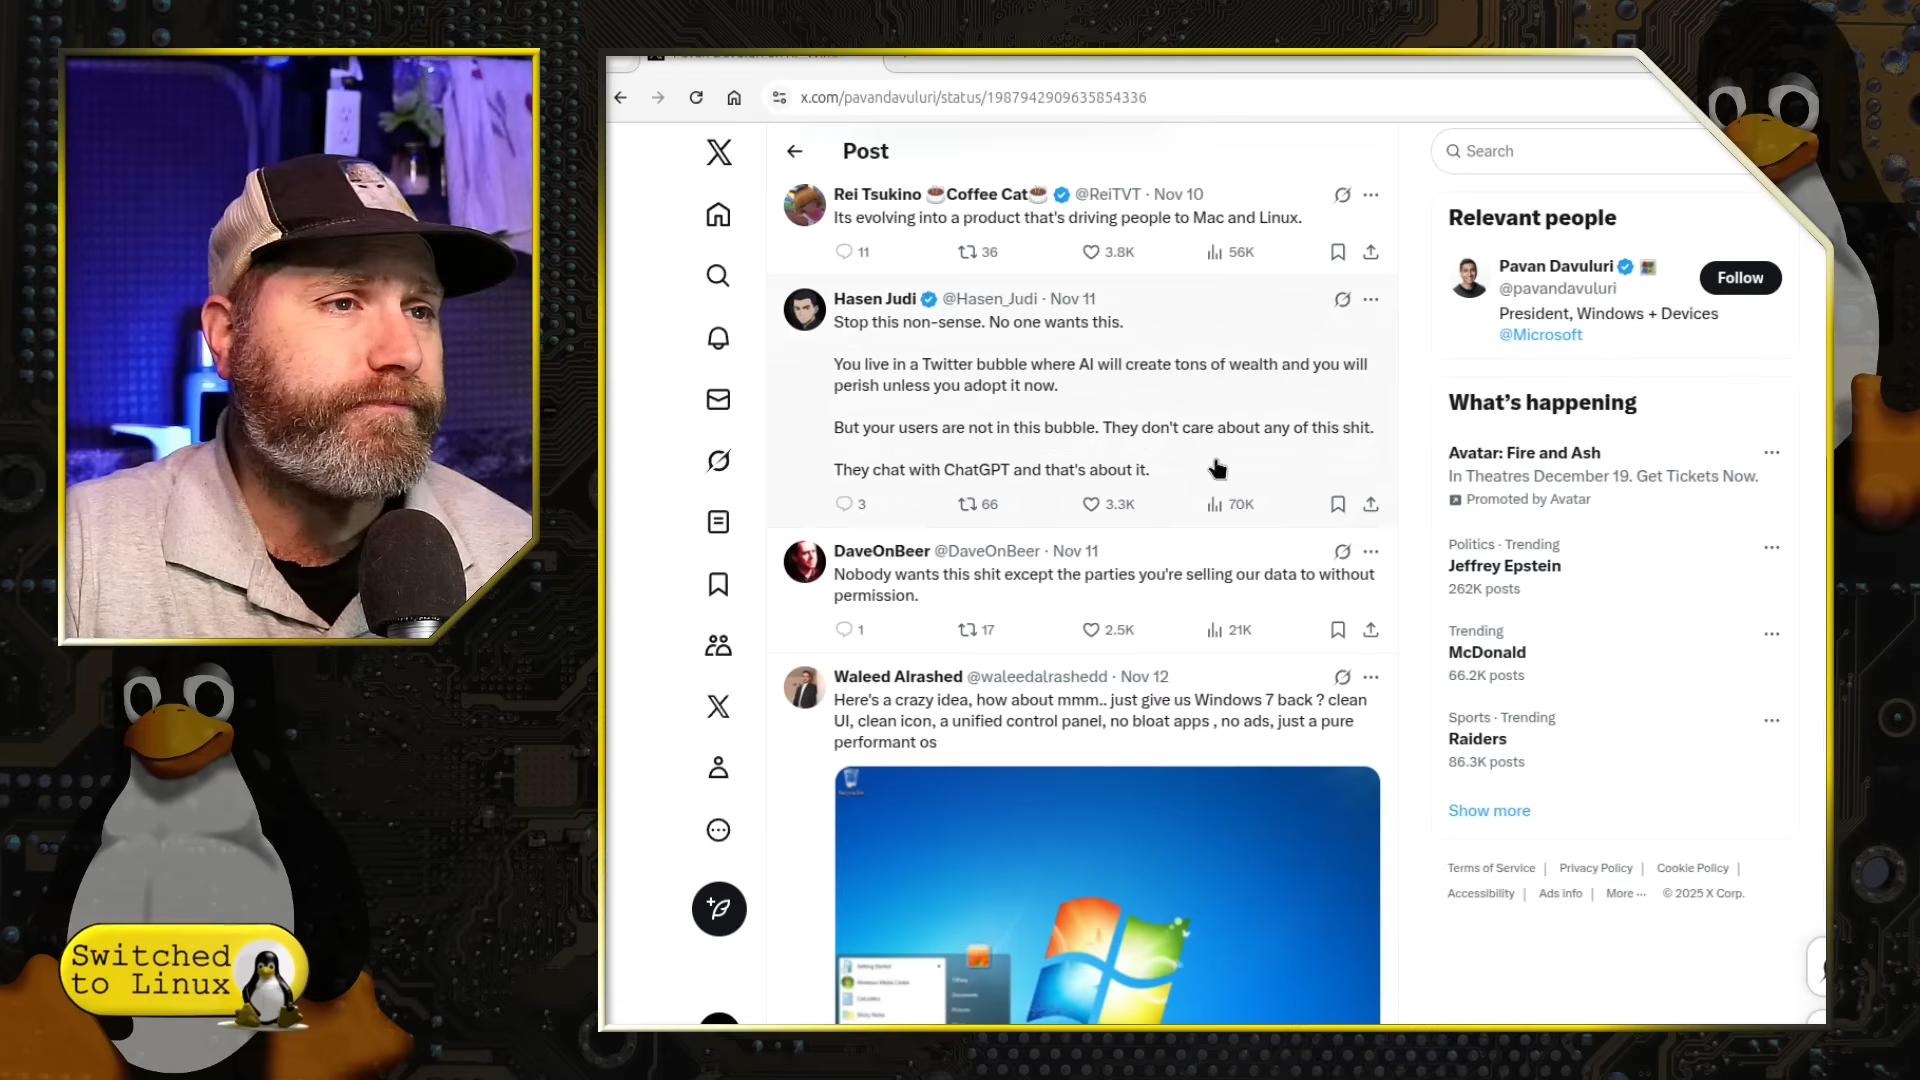 x.com/pavandavuluri/status/1987942909635854336
Post
Search
Rei Tsukino ☕Coffee Cat☕ @ReiTVT · Nov 10
Its evolving into a product that's driving people to Mac and Linux.
11 36 3.8K 56K
Hasen Judi @Hasen_Judi · Nov 11
Stop this non-sense. No one wants this.
You live in a Twitter bubble where AI will create tons of wealth and you will
perish unless you adopt it now.
But your users are not in this bubble. They don't care about any of this shit.
They chat with ChatGPT and that's about it.
3 66 3.3K 70K
DaveOnBeer @DaveOnBeer · Nov 11
Nobody wants this shit except the parties you're selling our data to without
permission.
1 17 2.5K 21K
Waleed Alrashed @waleedalrashedd · Nov 12
Here's a crazy idea, how about mmm.. just give us Windows 7 back ? clean
UI, clean icon, a unified control panel, no bloat apps , no ads, just a pure
performant os
Relevant people
Pavan Davuluri
@pavandavuluri
Follow
President, Windows + Devices
@Microsoft
What's happening
Avatar: Fire and Ash
In Theatres December 19. Get Tickets Now.
Promoted by Avatar
Politics · Trending
Jeffrey Epstein
262K posts
Trending
McDonald
66.2K posts
Sports · Trending
Raiders
86.3K posts
Show more
Terms of Service | Privacy Policy | Cookie Policy |
Accessibility | Ads info | More ··· © 2025 X Corp.
Switched
to Linux